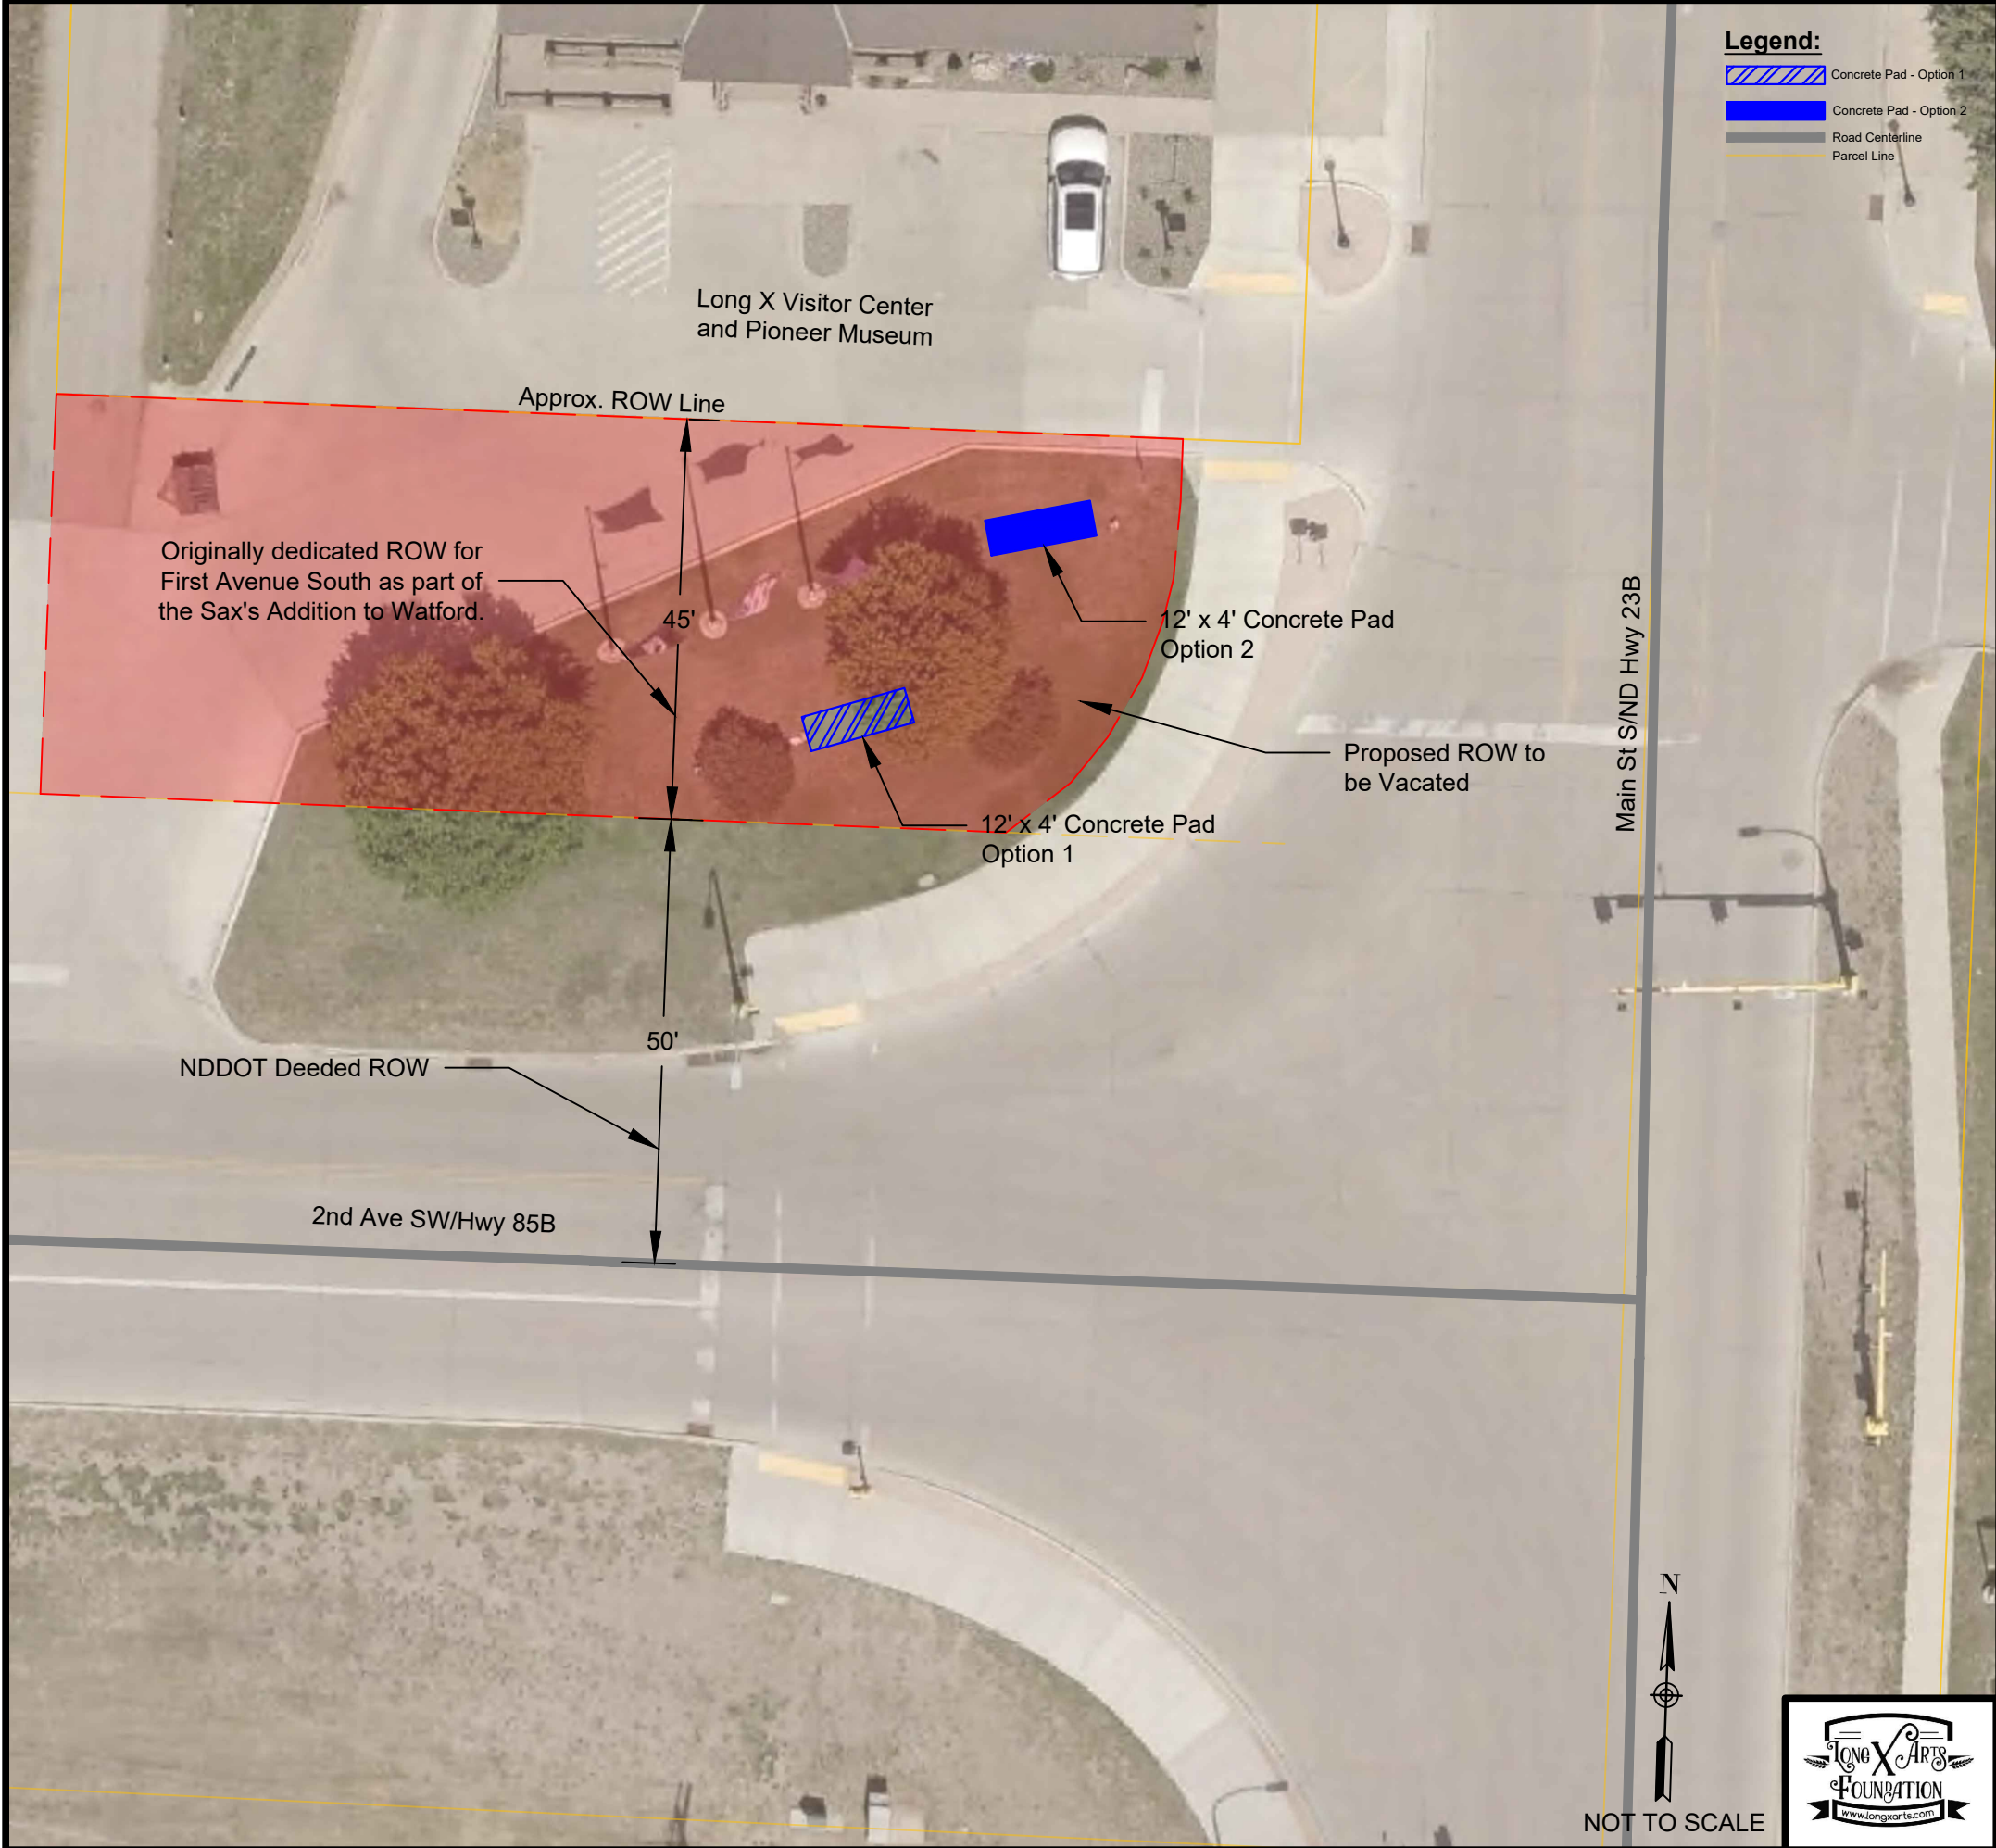 Legend:
Concrete Pad - Option 1
Concrete Pad - Option 2
Road Centerline
Parcel Line
Long X Visitor Center
and Pioneer Museum
Approx. ROW Line
Originally dedicated ROW for
First Avenue South as part of
the Sax's Addition to Watford.
45'
12' x 4' Concrete Pad
Option 2
Main St S/ND Hwy 23B
Proposed ROW to
be Vacated
12' x 4' Concrete Pad
Option 1
50'
NDDOT Deeded ROW
2nd Ave SW/Hwy 85B
N
NOT TO SCALE
LONG X ARTS
FOUNDATION
www.longxarts.com